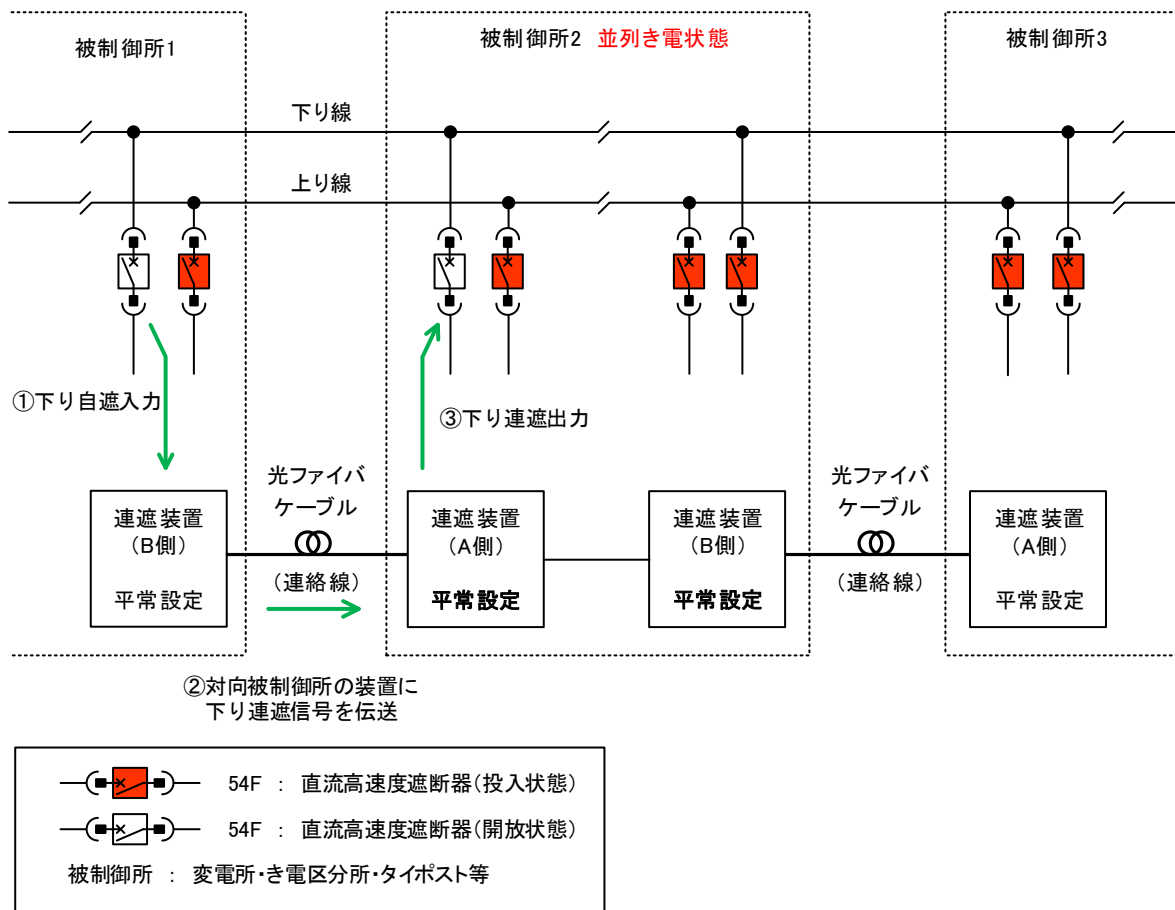 被制御所1
被制御所2 並列き電状態
被制御所3
下り線
上り線
①下り自遮入力
③下り連遮出力
連遮装置
(B側)
平常設定
光ファイバ
ケーブル
(連絡線)
連遮装置
(A側)
平常設定
連遮装置
(B側)
平常設定
光ファイバ
ケーブル
(連絡線)
連遮装置
(A側)
平常設定
②対向被制御所の装置に
下り連遮信号を伝送
54F : 直流高速度遮断器(投入状態)
54F : 直流高速度遮断器(開放状態)
被制御所 : 変電所・き電区分所・タイポスト等